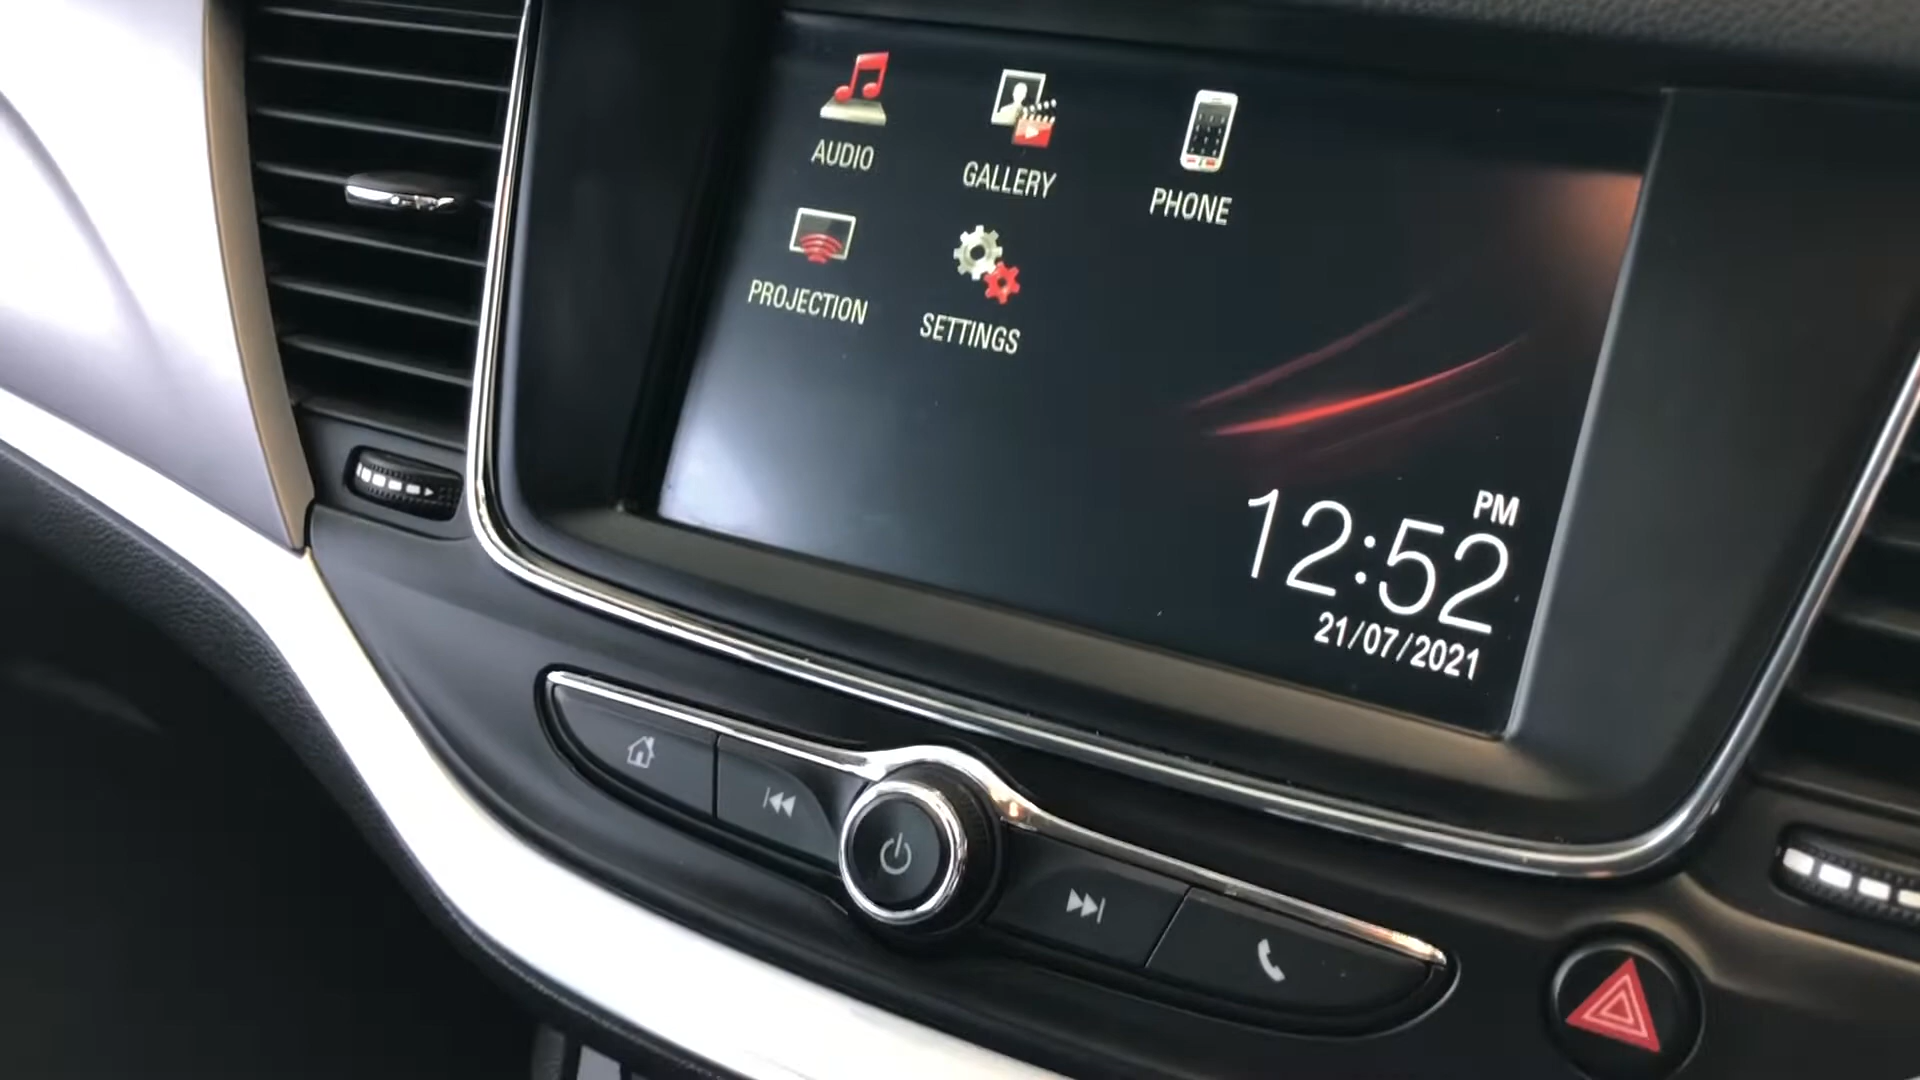 AUDIO
GALLERY
PHONE
PROJECTION
SETTINGS
PM
12:52
21/07/2021